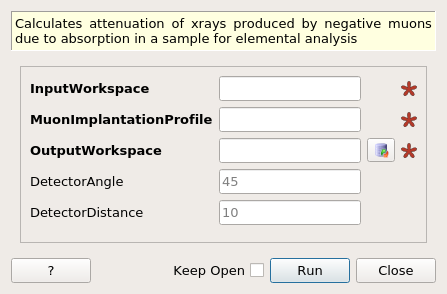 Calculates attenuation of xrays produced by negative muons
due to absorption in a sample for elemental analysis
InputWorkspace
MuonImplantationProfile
OutputWorkspace
DetectorAngle 45
DetectorDistance 10
? Keep Open Run Close